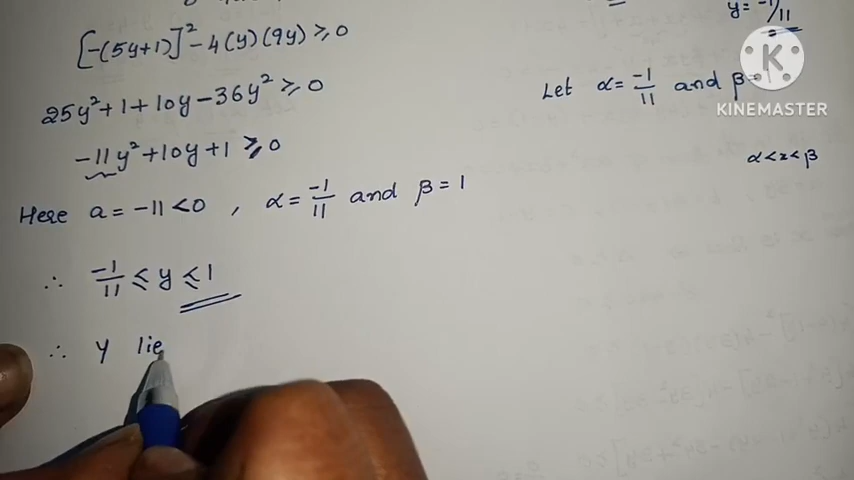 [-(5y+1)]² - 4(y)(9y) ≥ 0
25y² + 1 + 10y - 36y² ≥ 0
-11y² + 10y + 1 ≥ 0
Here a = -11 < 0 , α = -1/11 and β = 1
∴ -1/11 ≤ y ≤ 1
∴ y lie
y = -1/11
Let α = -1/11 and β = 1
α < x < β
KINEMASTER